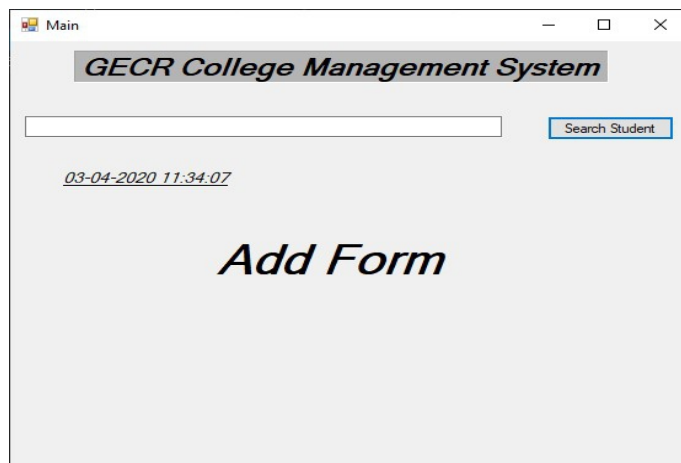 Main
GECR College Management System
Search Student
03-04-2020 11:34:07
Add Form